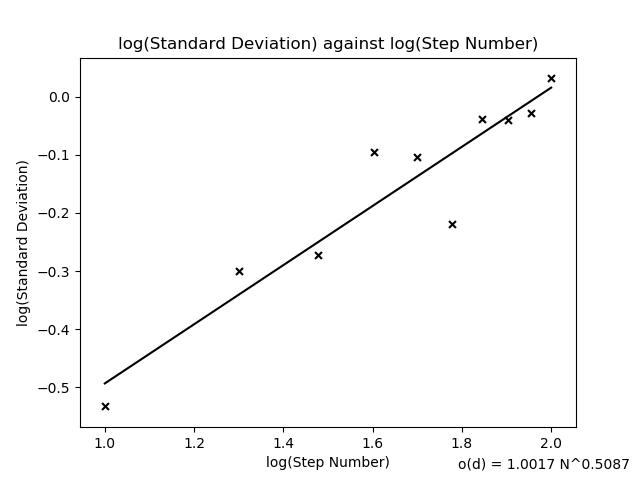 log(Standard Deviation) against log(Step Number)
log(Standard Deviation)
0.0
−0.1
−0.2
−0.3
−0.4
−0.5
1.0 1.2 1.4 1.6 1.8 2.0
log(Step Number)
o(d) = 1.0017 N^0.5087